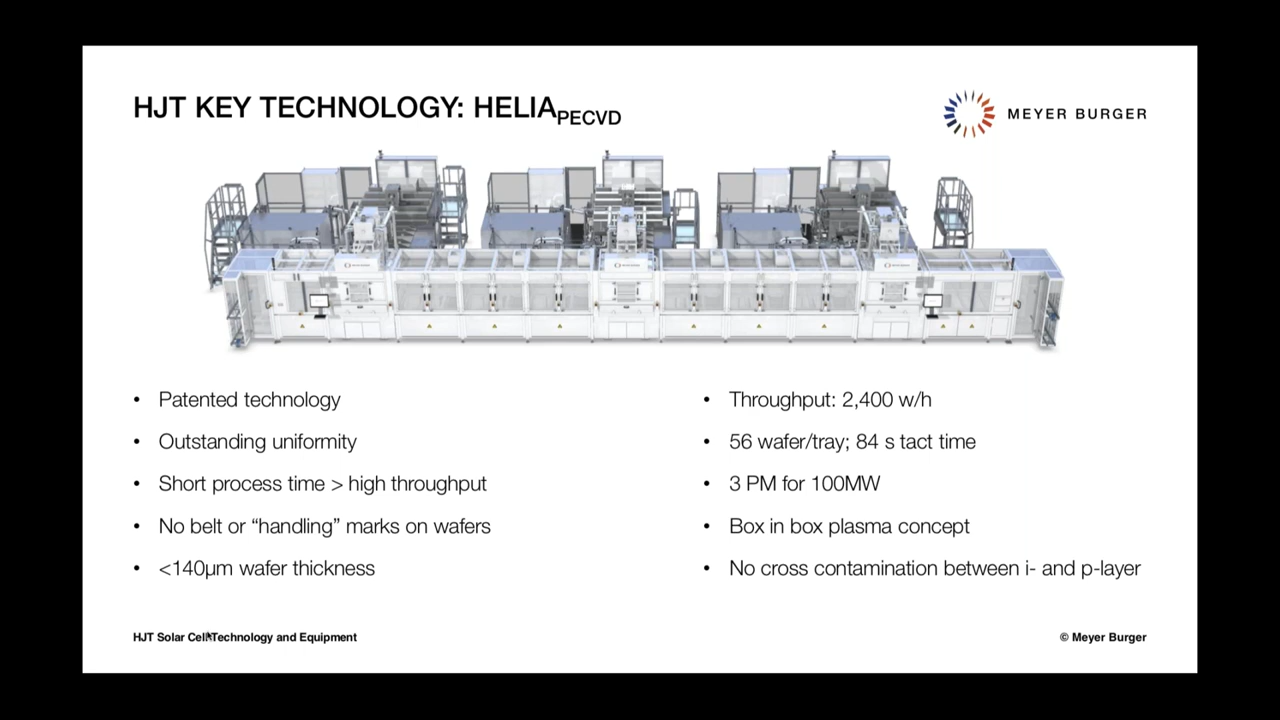 HJT KEY TECHNOLOGY: HELIAPECVD
MEYER BURGER
• Patented technology
• Outstanding uniformity
• Short process time > high throughput
• No belt or “handling” marks on wafers
• <140µm wafer thickness
• Throughput: 2,400 w/h
• 56 wafer/tray; 84 s tact time
• 3 PM for 100MW
• Box in box plasma concept
• No cross contamination between i- and p-layer
HJT Solar Cell Technology and Equipment
© Meyer Burger